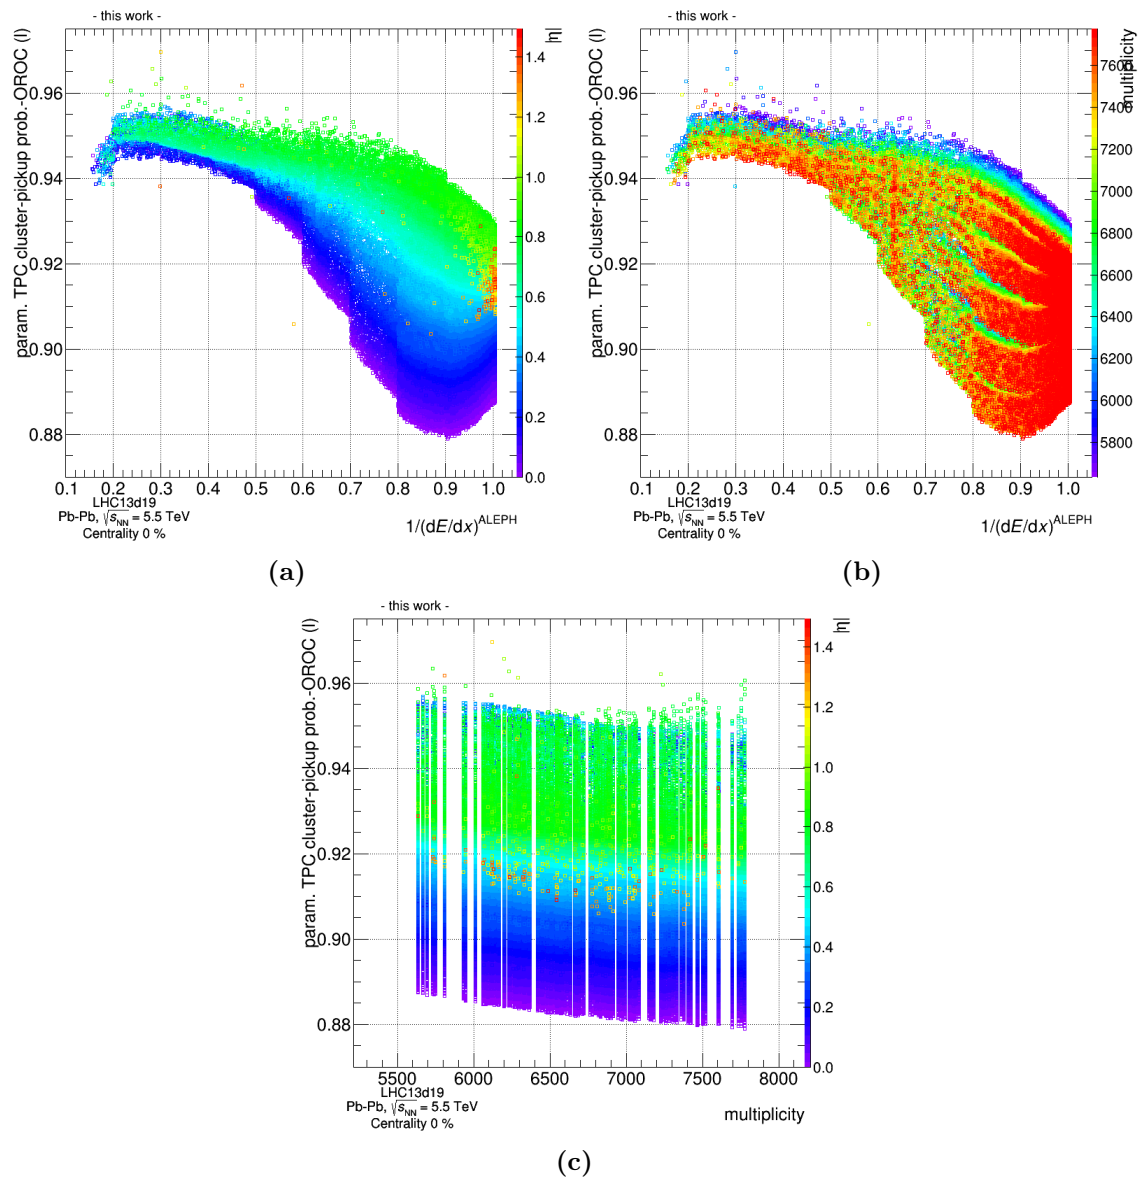 - this work -
param. TPC cluster-pickup prob.-OROC (l)
0.96
0.94
0.92
0.90
0.88
0.1 0.2 0.3 0.4 0.5 0.6 0.7 0.8 0.9 1.0
1/(dE/dx)^ALEPH
LHC13d19
Pb-Pb, √s_NN = 5.5 TeV
Centrality 0 %
|η|
1.4
1.2
1.0
0.8
0.6
0.4
0.2
0.0
(a)
- this work -
param. TPC cluster-pickup prob.-OROC (l)
0.96
0.94
0.92
0.90
0.88
0.1 0.2 0.3 0.4 0.5 0.6 0.7 0.8 0.9 1.0
1/(dE/dx)^ALEPH
LHC13d19
Pb-Pb, √s_NN = 5.5 TeV
Centrality 0 %
multiplicity
7600
7400
7200
7000
6800
6600
6400
6200
6000
5800
(b)
- this work -
param. TPC cluster-pickup prob.-OROC (l)
0.96
0.94
0.92
0.90
0.88
5500 6000 6500 7000 7500 8000
multiplicity
LHC13d19
Pb-Pb, √s_NN = 5.5 TeV
Centrality 0 %
|η|
1.4
1.2
1.0
0.8
0.6
0.4
0.2
0.0
(c)